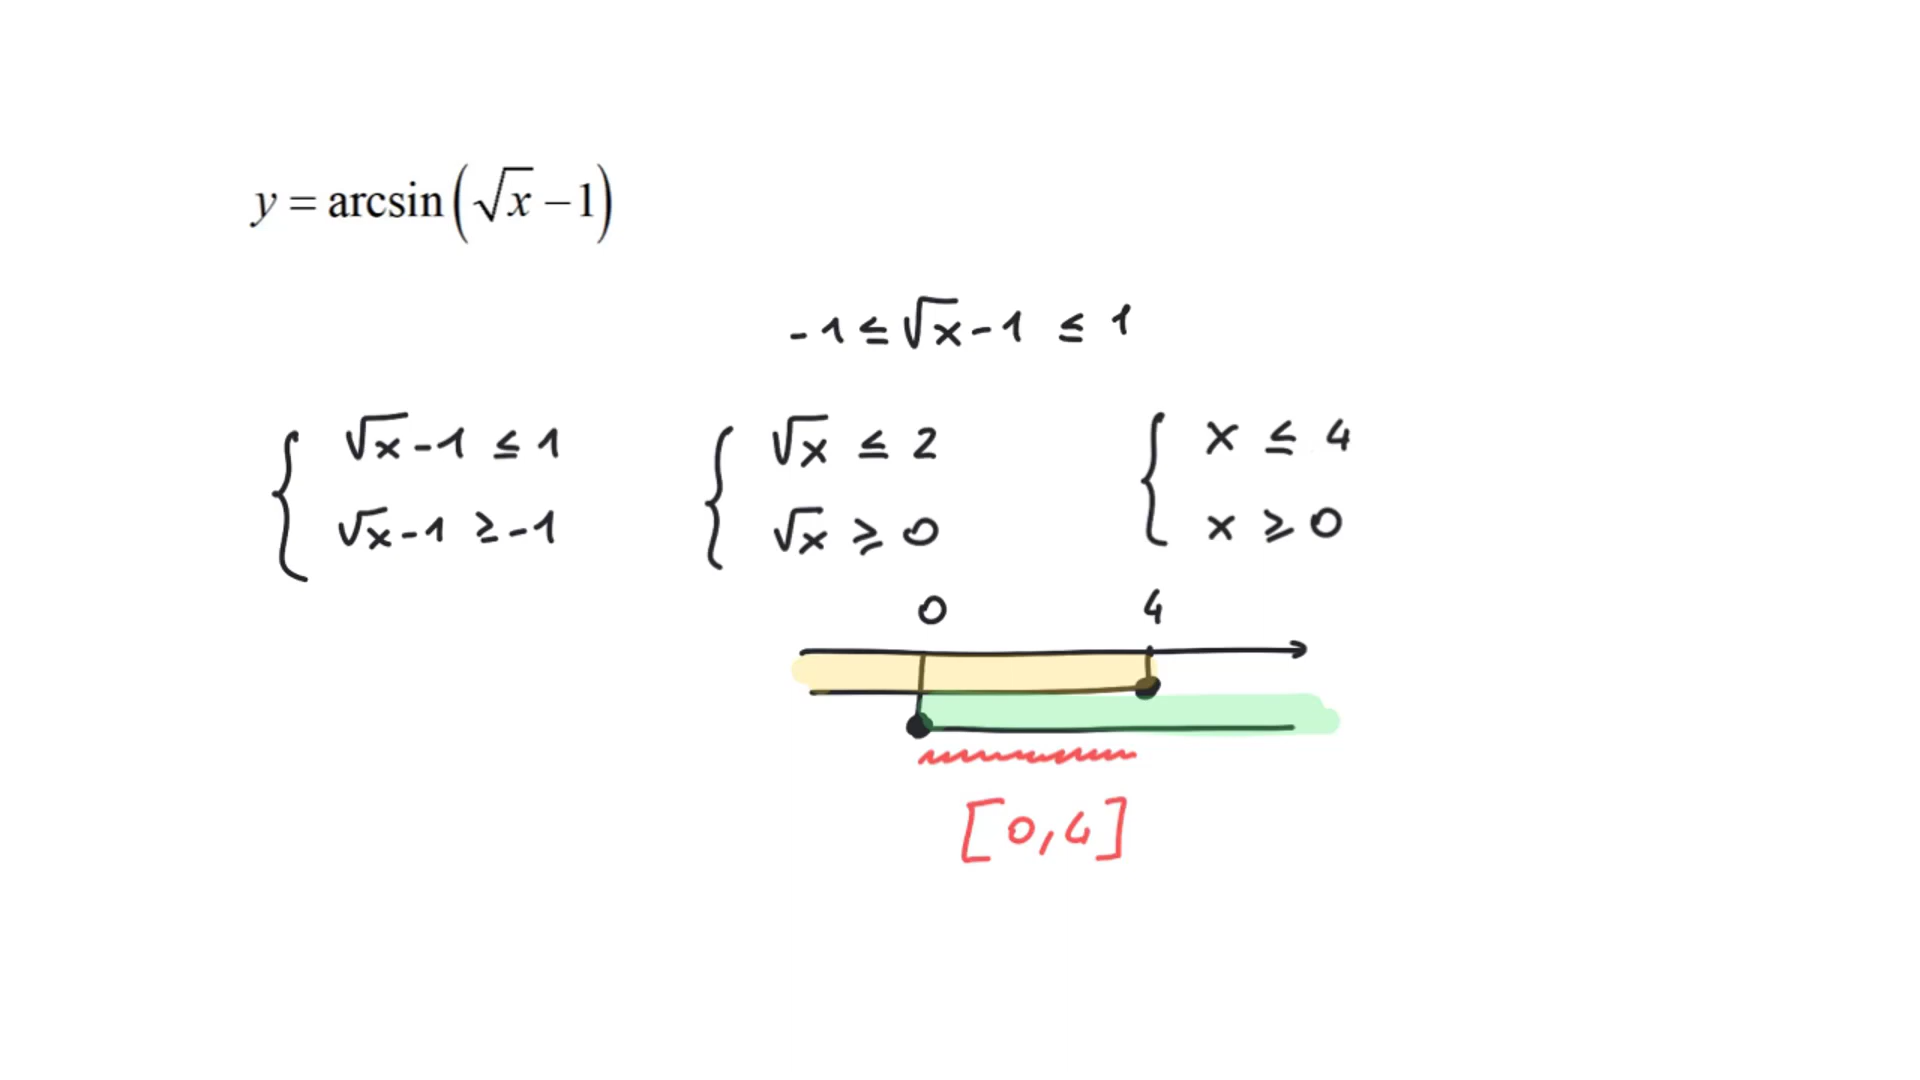 y = arcsin(√x − 1)
-1 ≤ √x - 1 ≤ 1
{ √x - 1 ≤ 1 { √x ≤ 2 { x ≤ 4
√x - 1 ≥ -1 √x ≥ 0 x ≥ 0
0 4
[0,4]